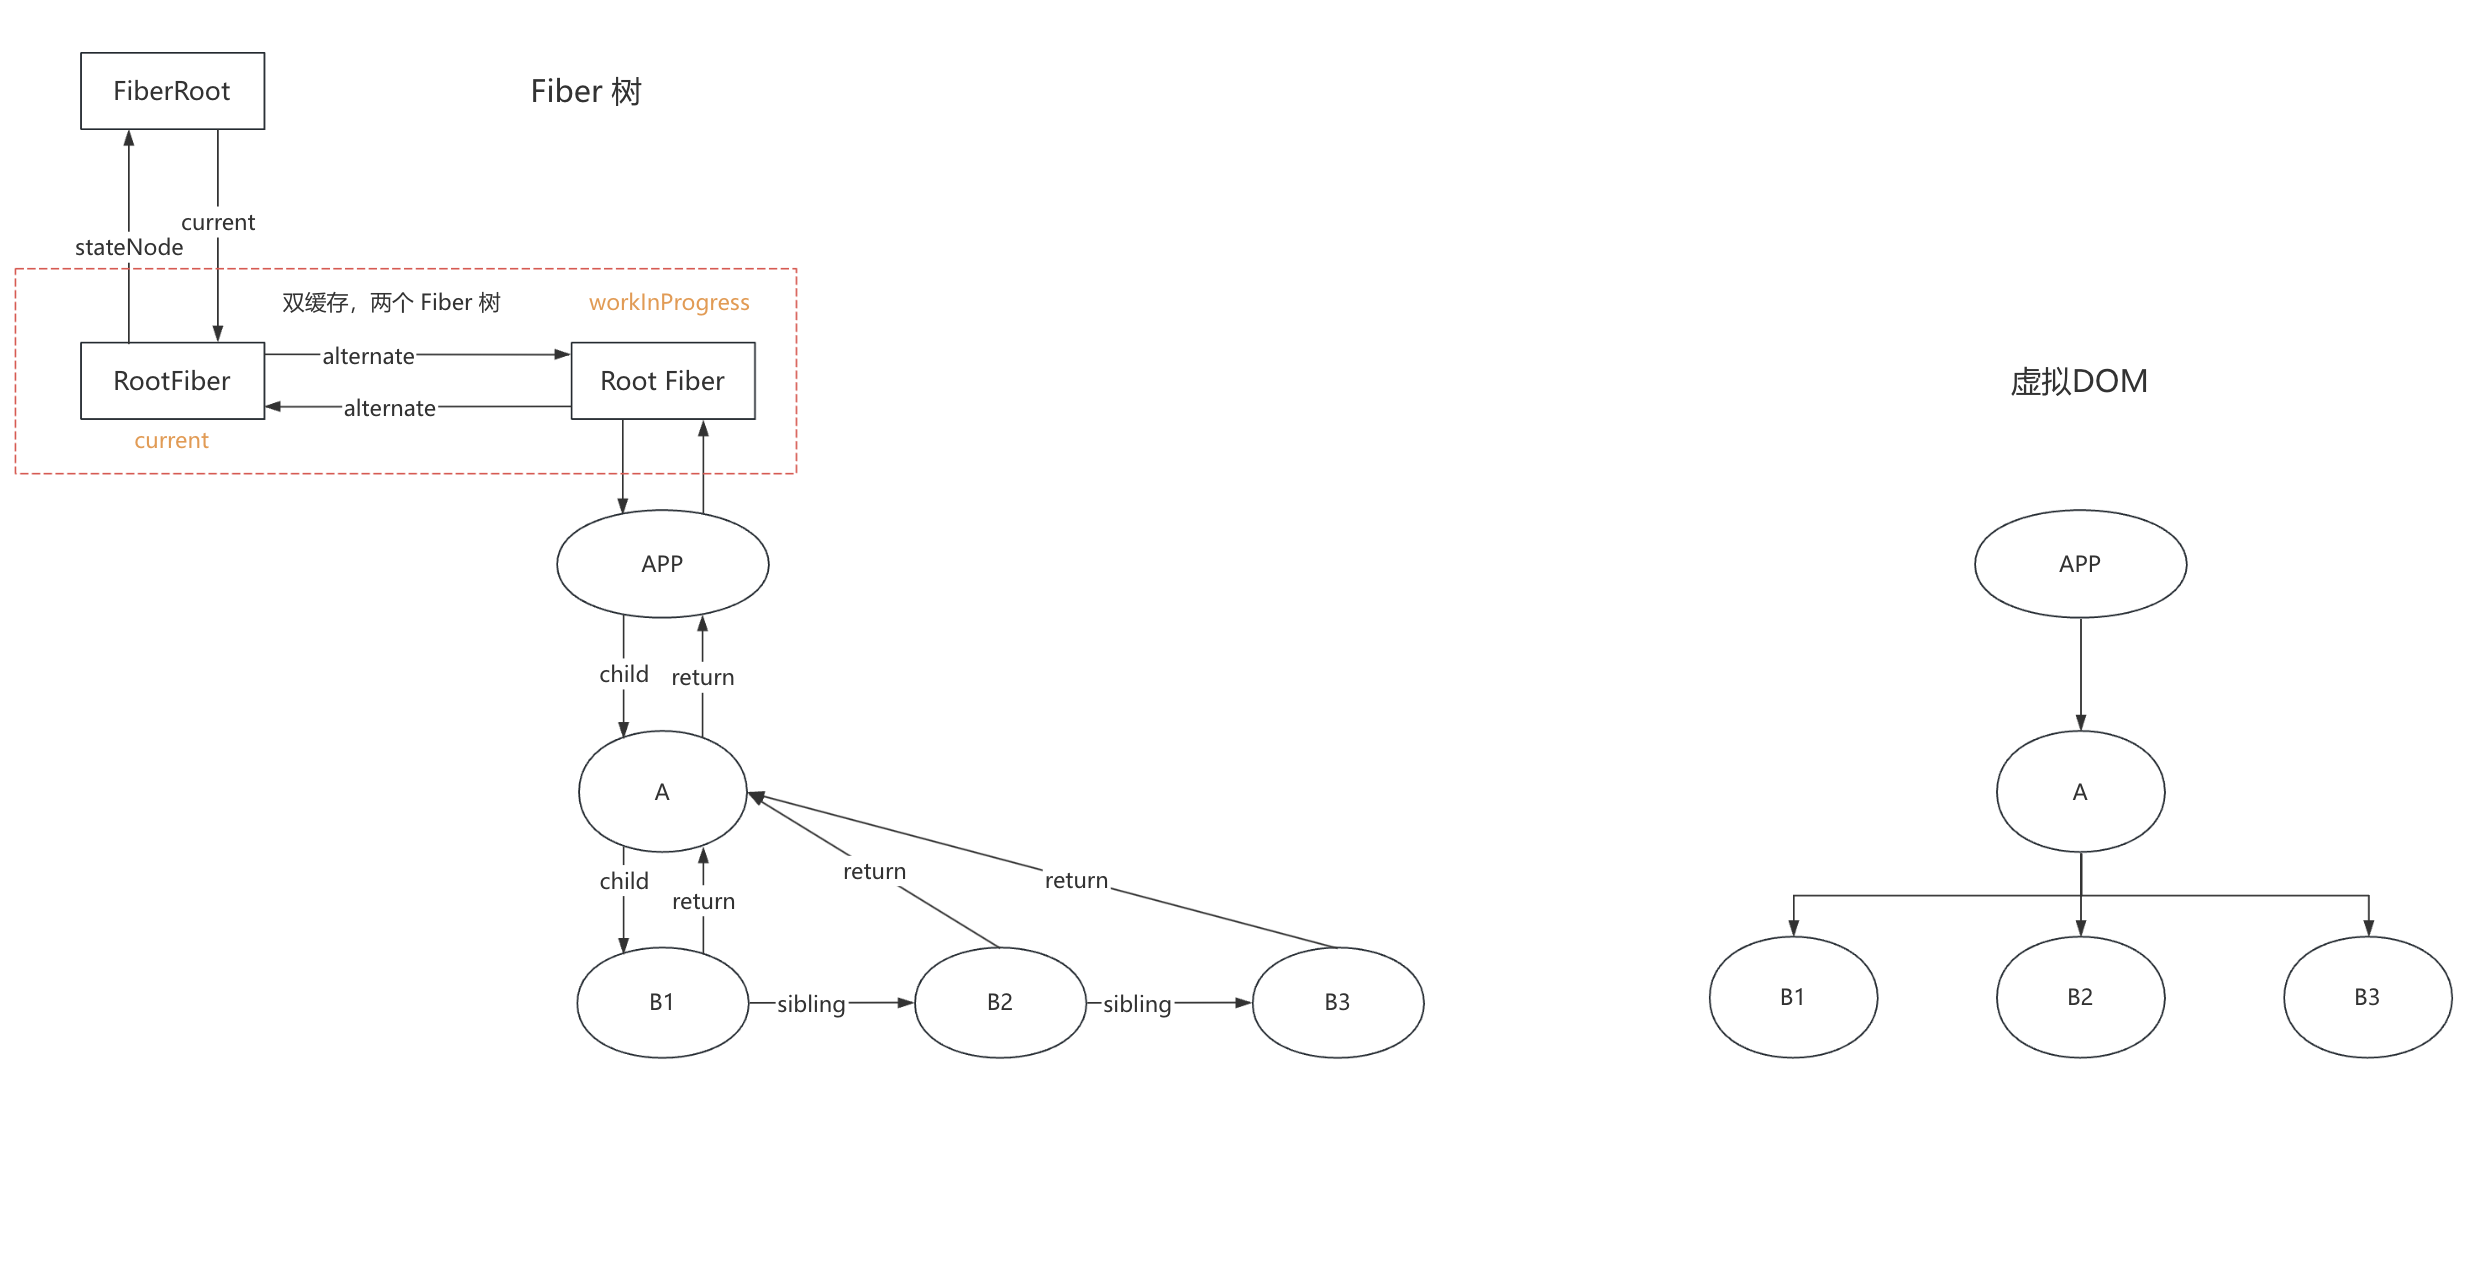 FiberRoot
Fiber 树
current
stateNode
双缓存，两个 Fiber 树
workInProgress
alternate
RootFiber
Root Fiber
alternate
current
虚拟DOM
APP
child
return
A
child
return
return
return
B1
sibling
B2
sibling
B3
APP
A
B1
B2
B3